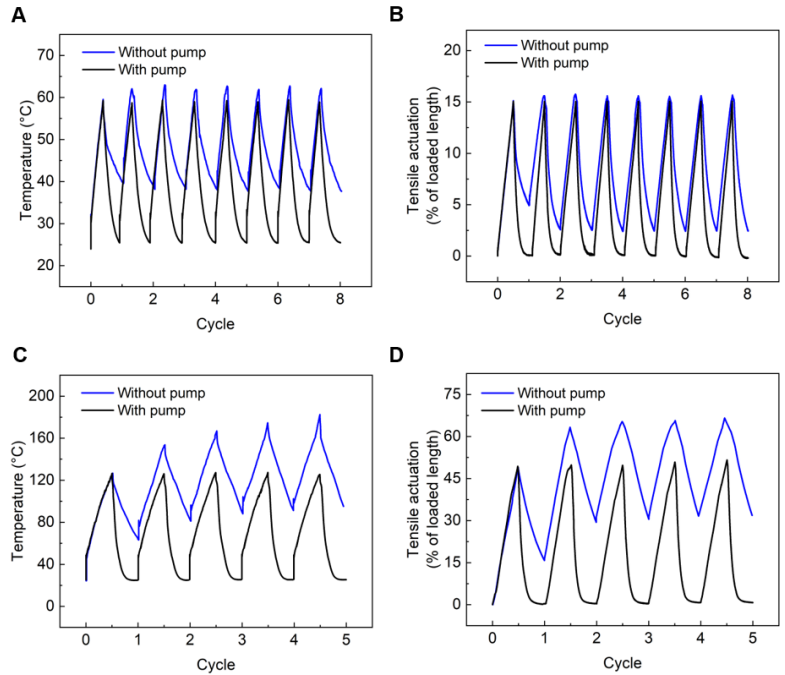 A
Without pump
With pump
Temperature (°C)
70
60
50
40
30
20
0
2
4
6
8
Cycle
B
Without pump
With pump
Tensile actuation
(% of loaded length)
20
15
10
5
0
0
2
4
6
8
Cycle
C
Without pump
With pump
Temperature (°C)
200
160
120
80
40
0
0
1
2
3
4
5
Cycle
D
Without pump
With pump
Tensile actuation
(% of loaded length)
75
60
45
30
15
0
0
1
2
3
4
5
Cycle